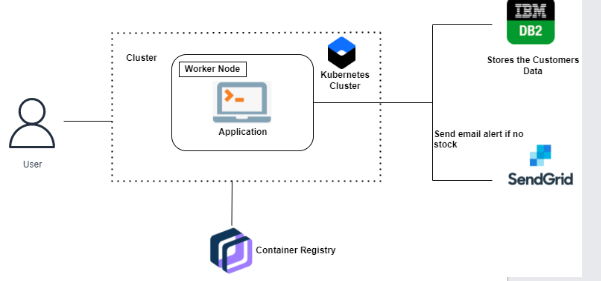 IBM
DB2
Stores the Customers
Data
Cluster
Worker Node
Kubernetes
Cluster
Application
User
Send email alert if no
stock
SendGrid
Container Registry